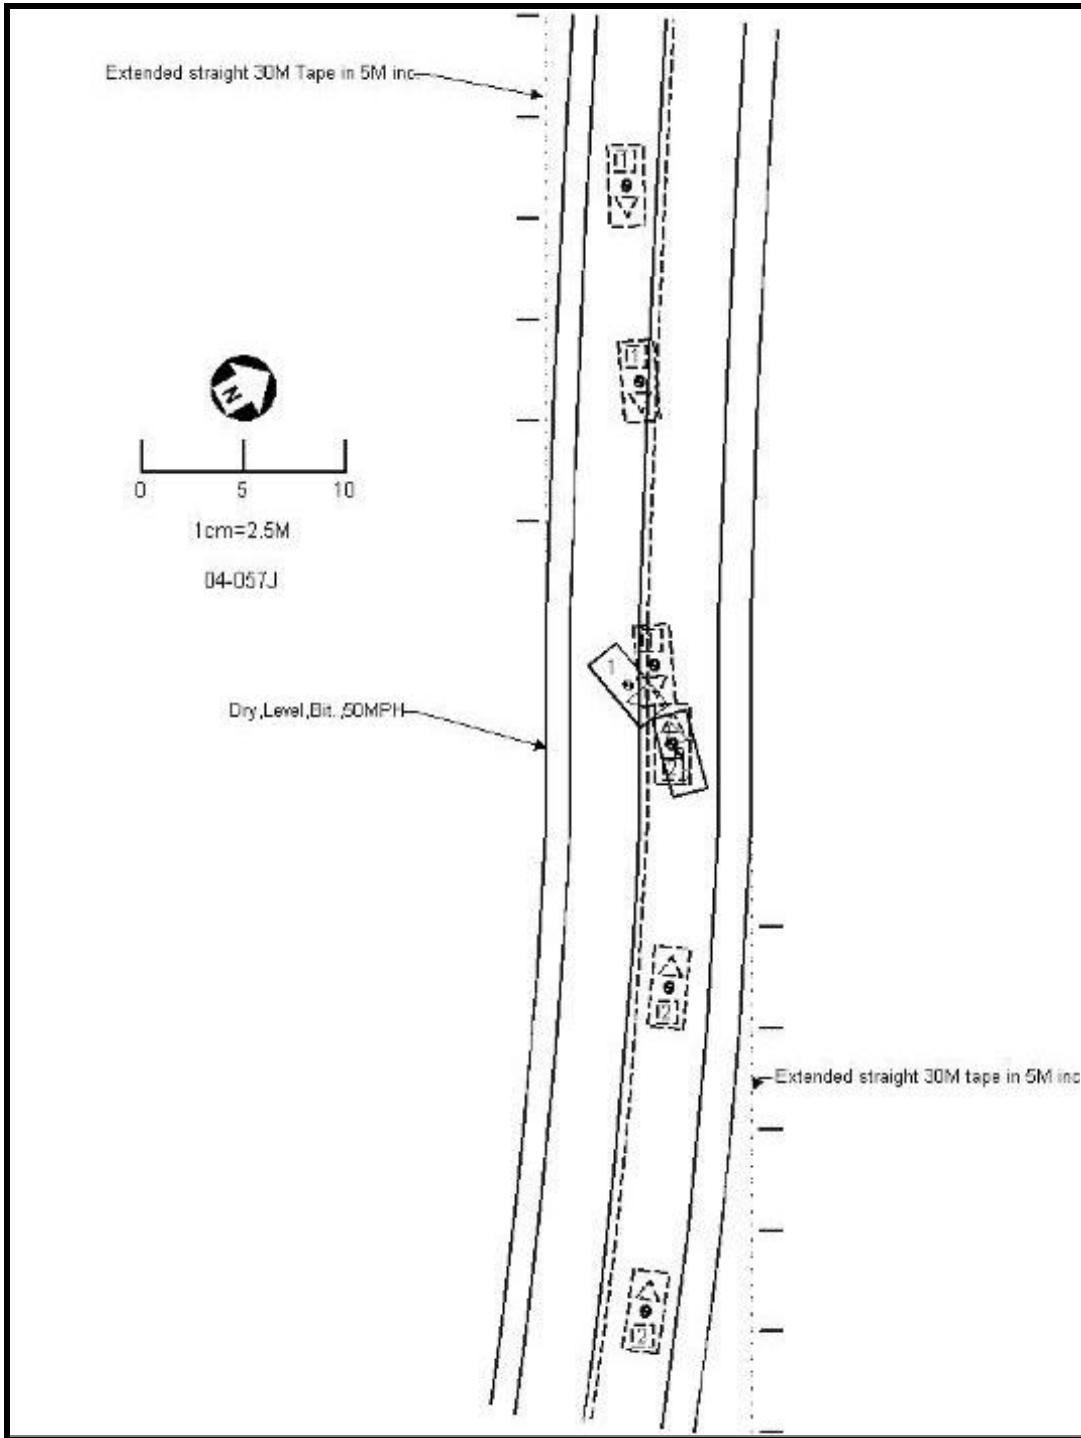 Extended straight 30M Tape in 5M inc
1
1
N
0 5 10
1cm=2.5M
04-057J
1
1
Dry,Level,Bit.,50MPH
2
2
2
Extended straight 30M tape in 5M inc
2